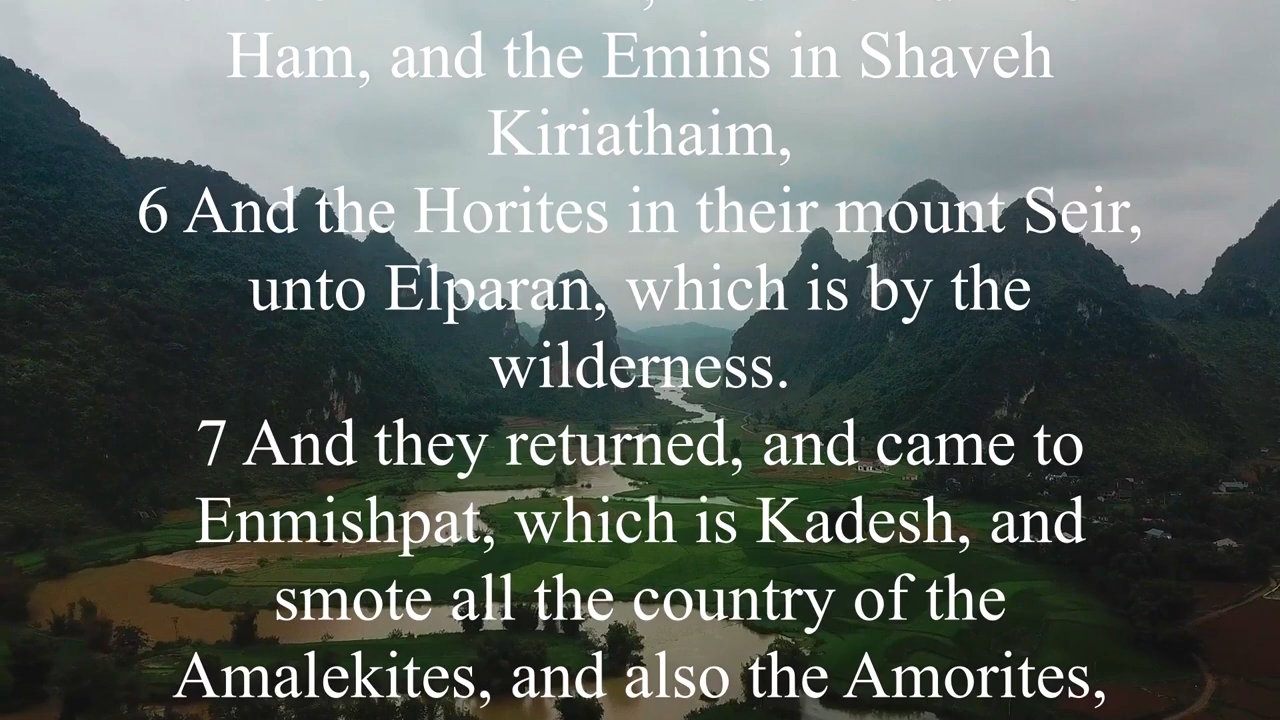 Ham, and the Emins in Shaveh
Kiriathaim,
6 And the Horites in their mount Seir,
unto Elparan, which is by the
wilderness.
7 And they returned, and came to
Enmishpat, which is Kadesh, and
smote all the country of the
Amalekites, and also the Amorites,